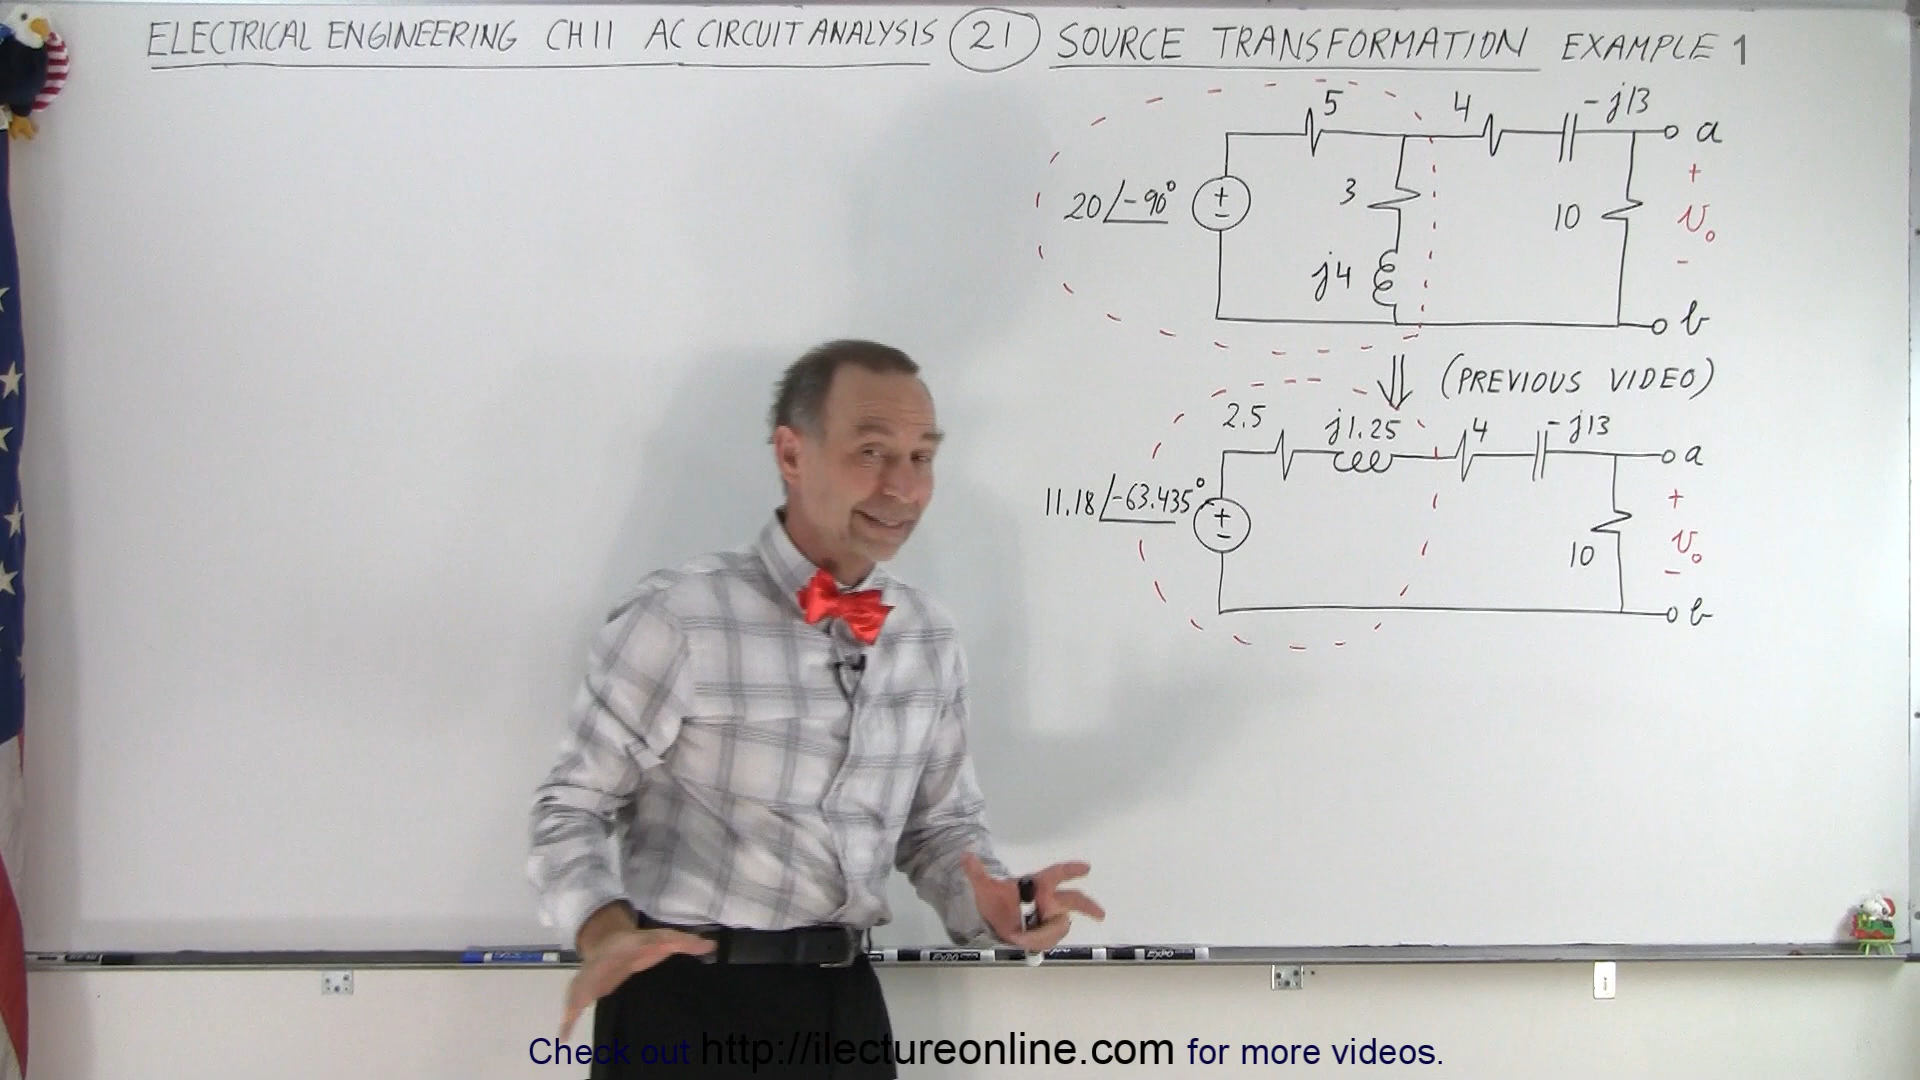 ELECTRICAL ENGINEERING CH 11 AC CIRCUIT ANALYSIS 21 SOURCE TRANSFORMATION EXAMPLE 1
5 4 -j13
a
20∠-90° + - 3 10 + v₀ -
j4
b
⇓ (PREVIOUS VIDEO)
2.5 j1.25 4 -j13
a
11.18∠-63.435° + - 10 + v₀ -
b
Check out http://ilectureonline.com for more videos.